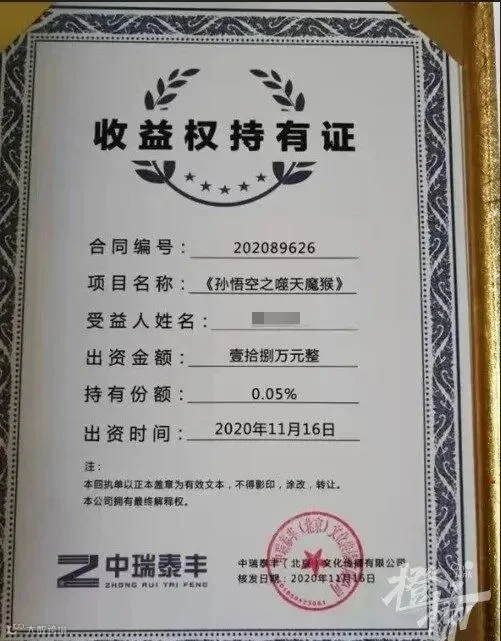 收益权持有证
合同编号: 202089626
项目名称: 《孙悟空之噬天魔猴》
受益人姓名:
出资金额: 壹拾捌万元整
持有份额: 0.05%
出资时间: 2020年11月16日
注:
本回执单以正本盖章为有效文本,不得影印,涂改,转让。
本公司拥有最终解释权。
中瑞泰丰
ZHONG RUI TAI FENG
中瑞泰丰(北京)文化传播有限公司
核发日期:2020年11月16日